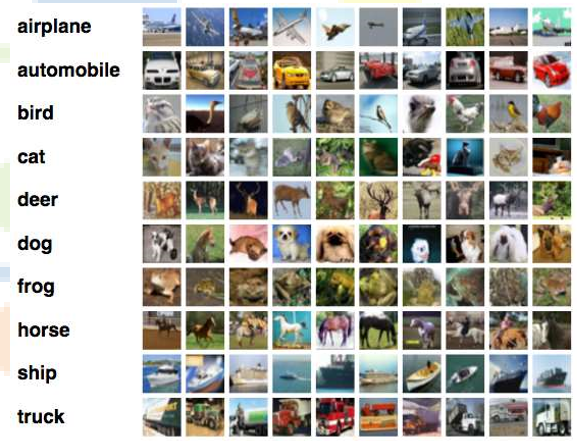 airplane
automobile
bird
cat
deer
dog
frog
horse
ship
truck